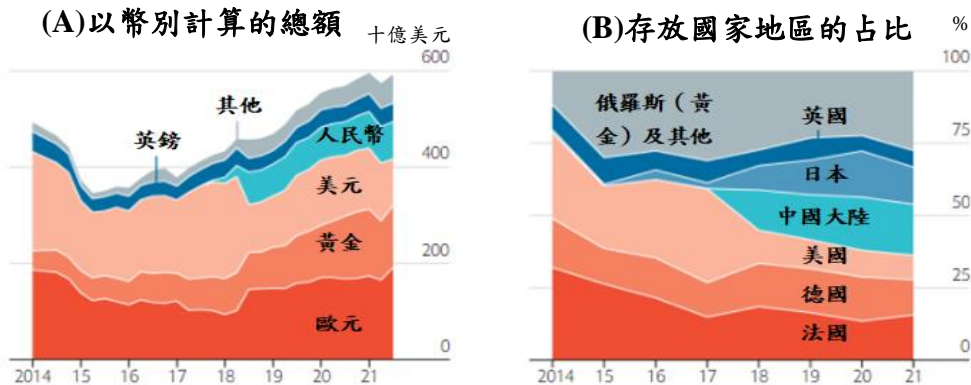 (A)以幣別計算的總額
十億美元
600
其他
英鎊
人民幣
400
美元
黃金
200
歐元
0
2014 15 16 17 18 19 20 21
(B)存放國家地區的占比
%
100
俄羅斯（黃
金）及其他
英國
75
日本
中國大陸
50
美國
25
德國
法國
0
2014 15 16 17 18 19 20 21